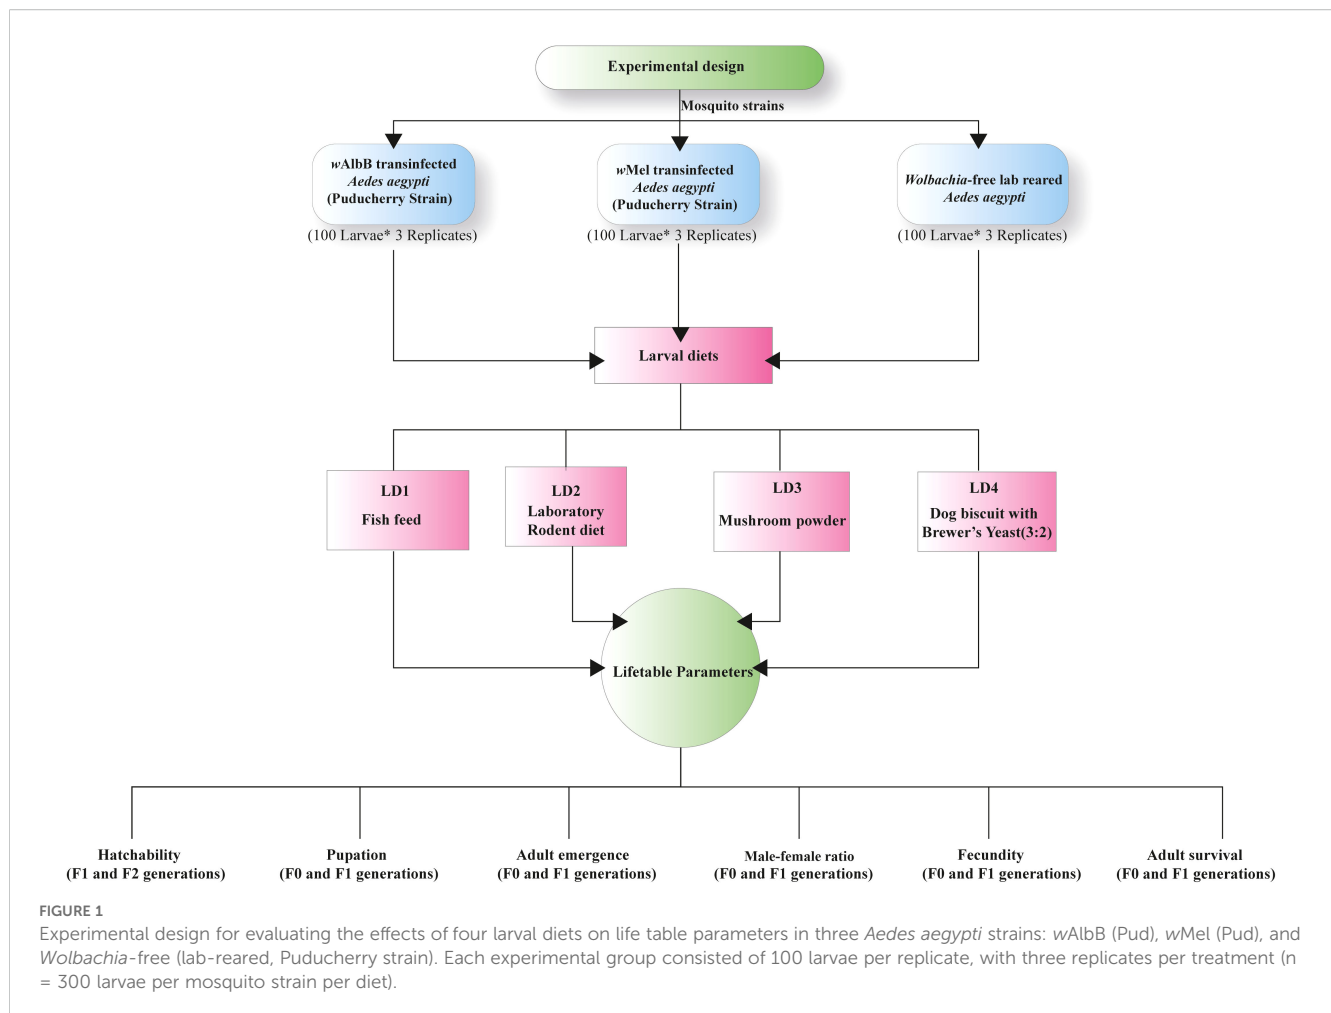 Experimental design
Mosquito strains
wAlbB transinfected
Aedes aegypti
(Puducherry Strain)
(100 Larvae* 3 Replicates)
wMel transinfected
Aedes aegypti
(Puducherry Strain)
(100 Larvae* 3 Replicates)
Wolbachia-free lab reared
Aedes aegypti
(100 Larvae* 3 Replicates)
Larval diets
LD1
Fish feed
LD2
Laboratory
Rodent diet
LD3
Mushroom powder
LD4
Dog biscuit with
Brewer's Yeast(3:2)
Lifetable Parameters
Hatchability
(F1 and F2 generations)
Pupation
(F0 and F1 generations)
Adult emergence
(F0 and F1 generations)
Male-female ratio
(F0 and F1 generations)
Fecundity
(F0 and F1 generations)
Adult survival
(F0 and F1 generations)
FIGURE 1
Experimental design for evaluating the effects of four larval diets on life table parameters in three Aedes aegypti strains: wAlbB (Pud), wMel (Pud), and
Wolbachia-free (lab-reared, Puducherry strain). Each experimental group consisted of 100 larvae per replicate, with three replicates per treatment (n
= 300 larvae per mosquito strain per diet).